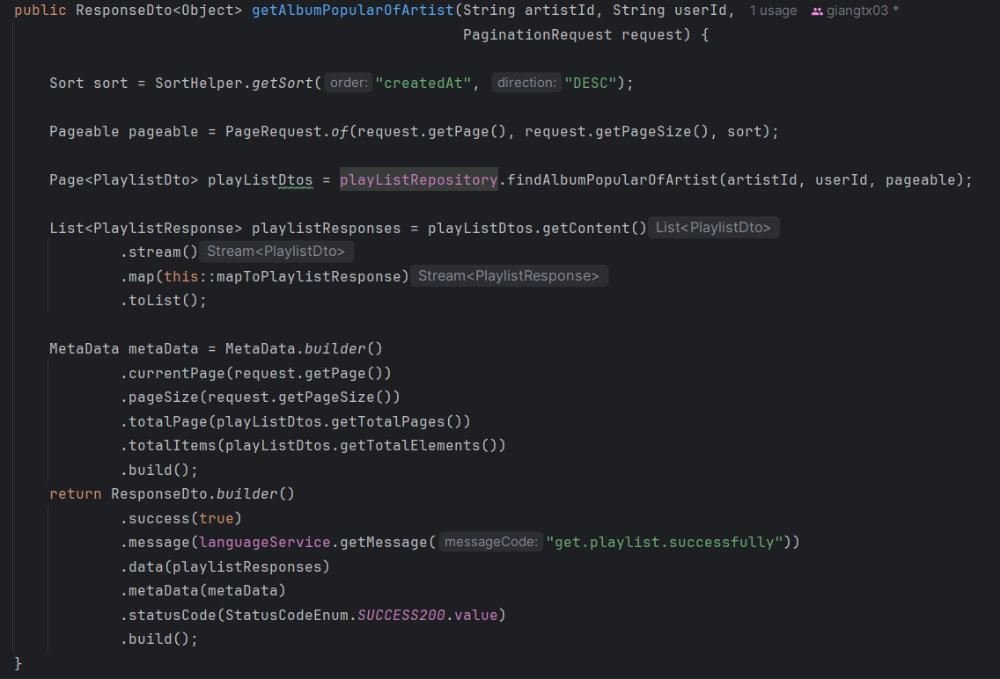 public ResponseDto<Object> getAlbumPopularOfArtist(String artistId, String userId, 1 usage giangtx03 *
PaginationRequest request) {
Sort sort = SortHelper.getSort( order: "createdAt", direction: "DESC");
Pageable pageable = PageRequest.of(request.getPage(), request.getPageSize(), sort);
Page<PlaylistDto> playListDtos = playListRepository.findAlbumPopularOfArtist(artistId, userId, pageable);
List<PlaylistResponse> playlistResponses = playListDtos.getContent() List<PlaylistDto>
.stream() Stream<PlaylistDto>
.map(this::mapToPlaylistResponse) Stream<PlaylistResponse>
.toList();
MetaData metaData = MetaData.builder()
.currentPage(request.getPage())
.pageSize(request.getPageSize())
.totalPage(playListDtos.getTotalPages())
.totalItems(playListDtos.getTotalElements())
.build();
return ResponseDto.builder()
.success(true)
.message(languageService.getMessage( messageCode: "get.playlist.successfully"))
.data(playlistResponses)
.metaData(metaData)
.statusCode(StatusCodeEnum.SUCCESS200.value)
.build();
}